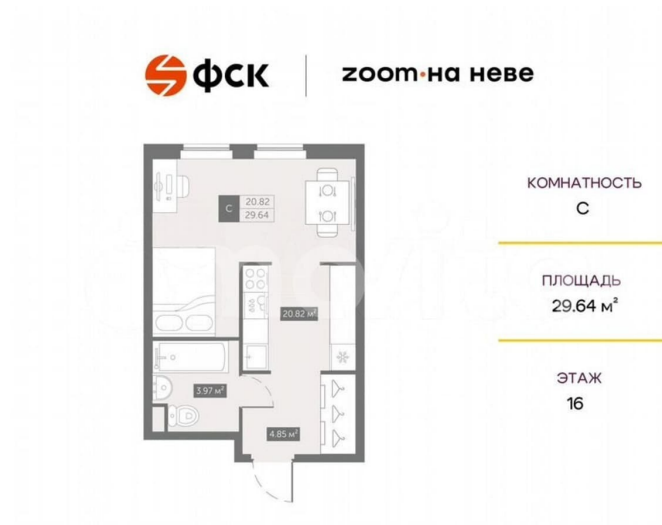 ФСК
zoom•на неве
С 20.82
29.64
20.82 м²
3.97 м²
4.85 м²
КОМНАТНОСТЬ
С
ПЛОЩАДЬ
29.64 м²
ЭТАЖ
16